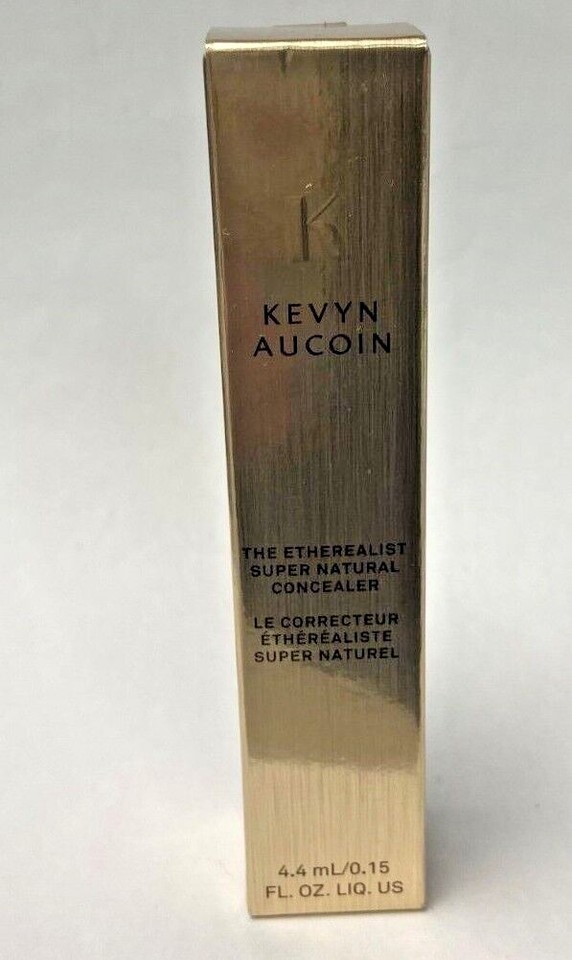 K
KEVYN
AUCOIN
THE ETHEREALIST
SUPER NATURAL
CONCEALER
LE CORRECTEUR
ÉTHÉRÉALISTE
SUPER NATUREL
4.4 mL/0.15
FL. OZ. LIQ. US